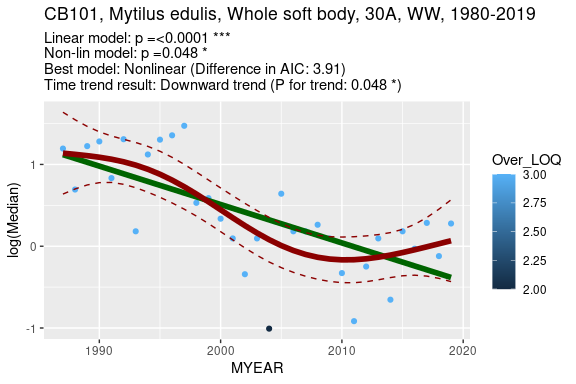 CB101, Mytilus edulis, Whole soft body, 30A, WW, 1980-2019
Linear model: p =<0.0001 ***
Non-lin model: p =0.048 *
Best model: Nonlinear (Difference in AIC: 3.91)
Time trend result: Downward trend (P for trend: 0.048 *)
log(Median)
1
0
-1
1990
2000
2010
2020
MYEAR
Over_LOQ
3.00
2.75
2.50
2.25
2.00